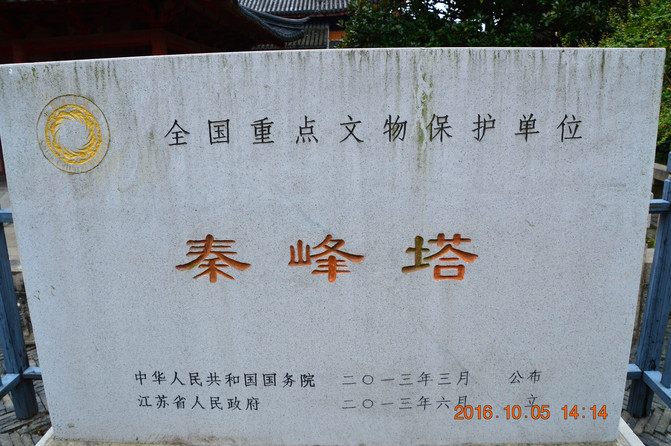 全国重点文物保护单位
秦峰塔
中华人民共和国国务院 二〇一三年三月 公布
江苏省人民政府 二〇一三年六月 立
2016.10.05 14:14